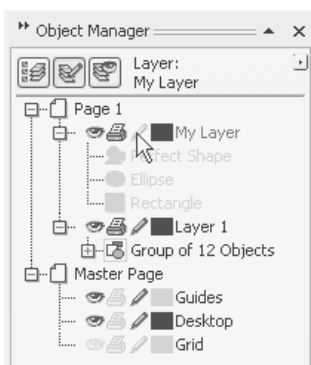 Object Manager
Layer:
My Layer
Page 1
My Layer
Perfect Shape
Ellipse
Rectangle
Layer 1
Group of 12 Objects
Master Page
Guides
Desktop
Grid